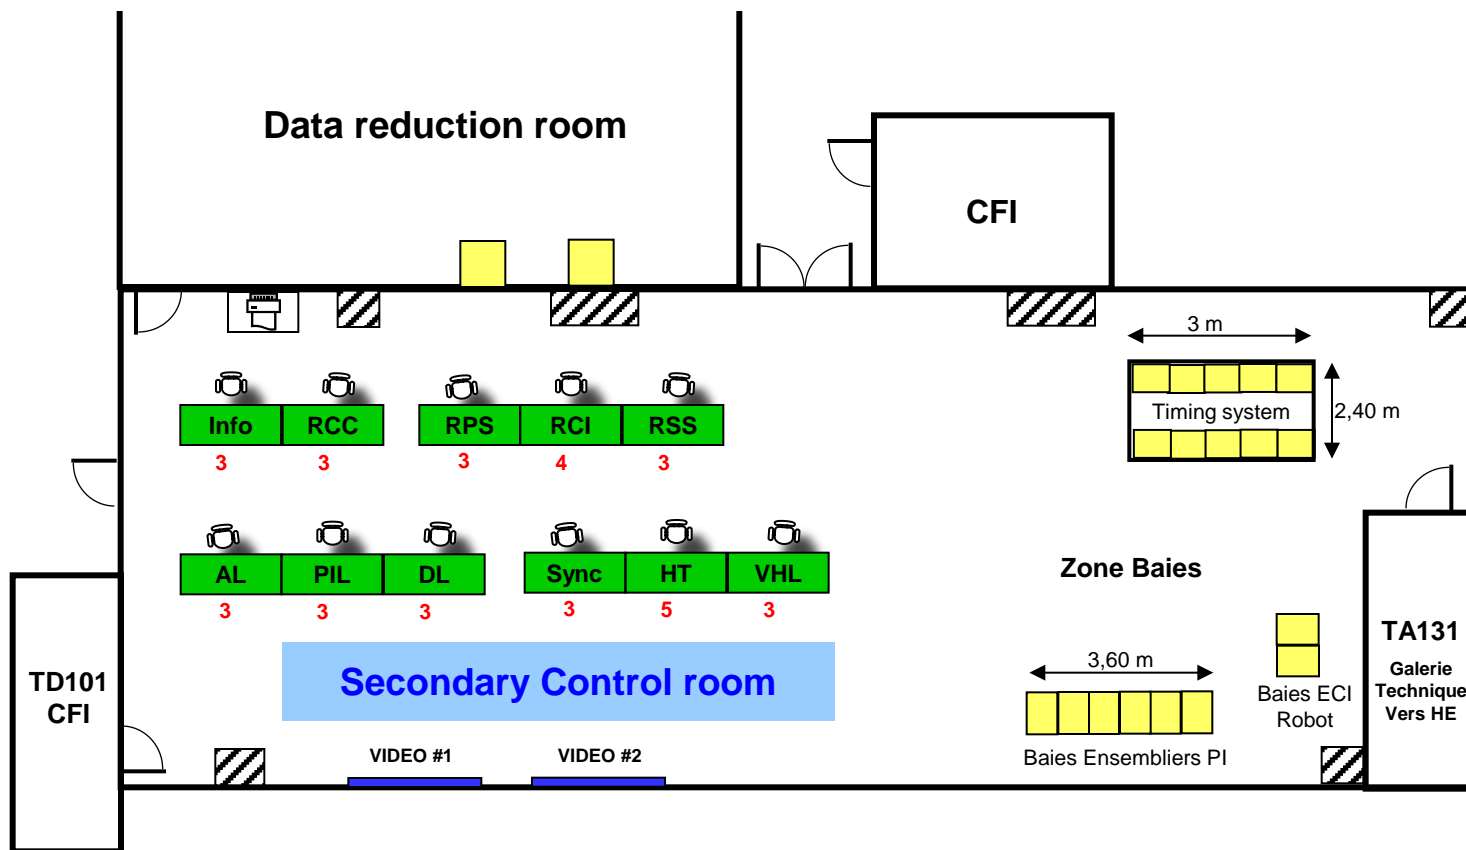 Data reduction room
CFI
3 m
Timing system
2,40 m
Info RCC RPS RCI RSS
3 3 3 4 3
AL PIL DL Sync HT VHL
3 3 3 3 5 3
Zone Baies
Secondary Control room
TD101
CFI
VIDEO #1 VIDEO #2
3,60 m
Baies Ensembliers PI
Baies ECI
Robot
TA131
Galerie
Technique
Vers HE